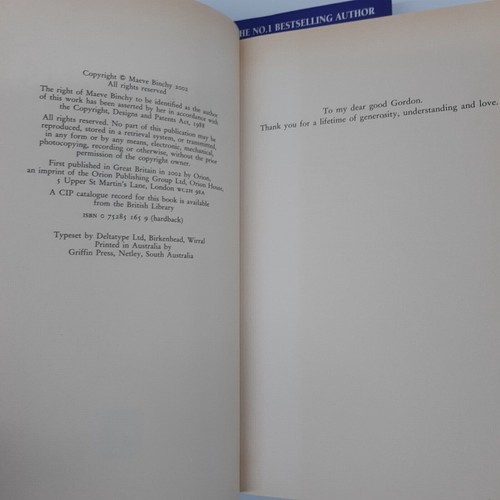 THE NO.1 BESTSELLING AUTHOR
Copyright © Maeve Binchy 2002
All rights reserved
The right of Maeve Binchy to be identified as the author
of this work has been asserted by her in accordance with
the Copyright, Designs and Patents Act, 1988
All rights reserved. No part of this publication may be
reproduced, stored in a retrieval system, or transmitted,
in any form or by any means, electronic, mechanical,
photocopying, recording or otherwise, without the prior
permission of the copyright owner.
First published in Great Britain in 2002 by Orion,
an imprint of the Orion Publishing Group Ltd, Orion House,
5 Upper St Martin's Lane, London WC2H 9EA
A CIP catalogue record for this book is available
from the British Library
ISBN 0 75285 165 9 (hardback)
Typeset by Deltatype Ltd, Birkenhead, Wirral
Printed in Australia by
Griffin Press, Netley, South Australia
To my dear good Gordon.
Thank you for a lifetime of generosity, understanding and love.